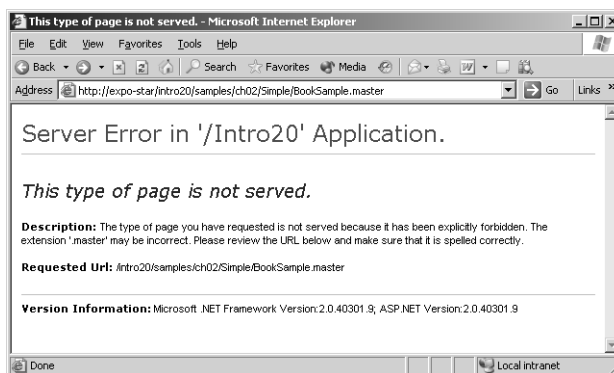 This type of page is not served. - Microsoft Internet Explorer
File Edit View Favorites Tools Help
Back Search Favorites Media
Address http://expo-star/intro20/samples/ch02/Simple/BookSample.master Go Links »
Server Error in '/Intro20' Application.
This type of page is not served.
Description: The type of page you have requested is not served because it has been explicitly forbidden. The
extension '.master' may be incorrect. Please review the URL below and make sure that it is spelled correctly.
Requested Url: /intro20/samples/ch02/Simple/BookSample.master
Version Information: Microsoft .NET Framework Version:2.0.40301.9; ASP.NET Version:2.0.40301.9
Done Local intranet